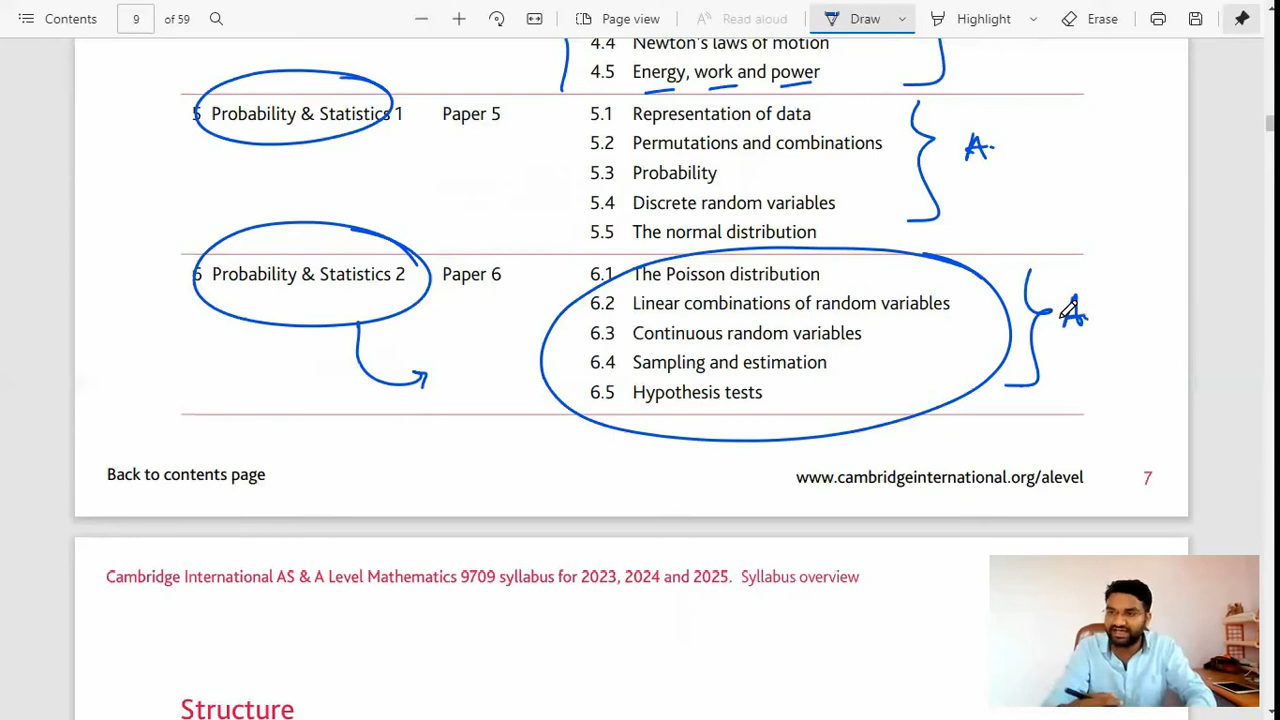 Contents
9
of 59
Page view
Read aloud
Draw
Highlight
Erase
4.4 Newton's laws of motion
4.5 Energy, work and power
5 Probability & Statistics 1 Paper 5 5.1 Representation of data
5.2 Permutations and combinations
5.3 Probability
5.4 Discrete random variables
5.5 The normal distribution
A.
6 Probability & Statistics 2 Paper 6 6.1 The Poisson distribution
6.2 Linear combinations of random variables
6.3 Continuous random variables
6.4 Sampling and estimation
6.5 Hypothesis tests
A.
Back to contents page www.cambridgeinternational.org/alevel 7
Cambridge International AS & A Level Mathematics 9709 syllabus for 2023, 2024 and 2025. Syllabus overview
Structure